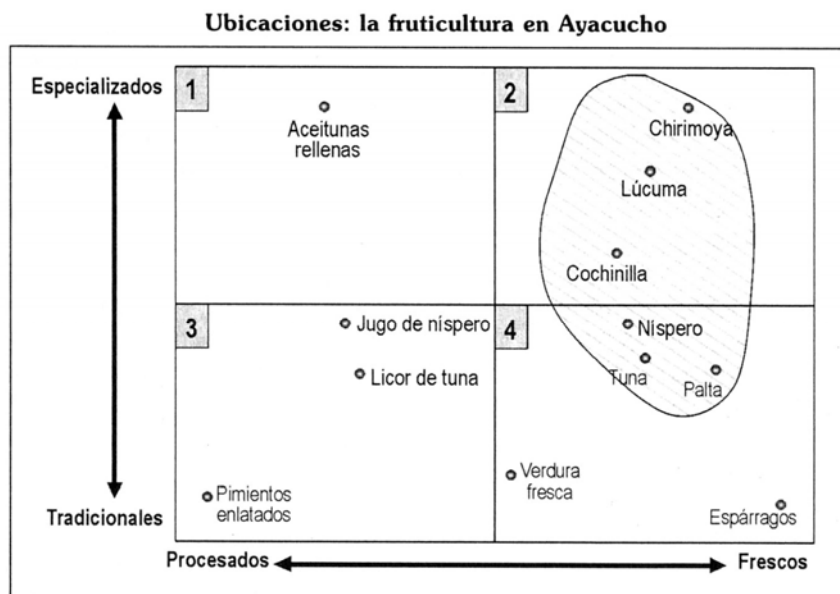 Ubicaciones: la fruticultura en Ayacucho
Especializados
1
2
Aceitunas
rellenas
Chirimoya
Lúcuma
Cochinilla
3
4
Jugo de níspero
Níspero
Licor de tuna
Tuna
Palta
Verdura
fresca
Pimientos
enlatados
Espárragos
Tradicionales
Procesados
Frescos